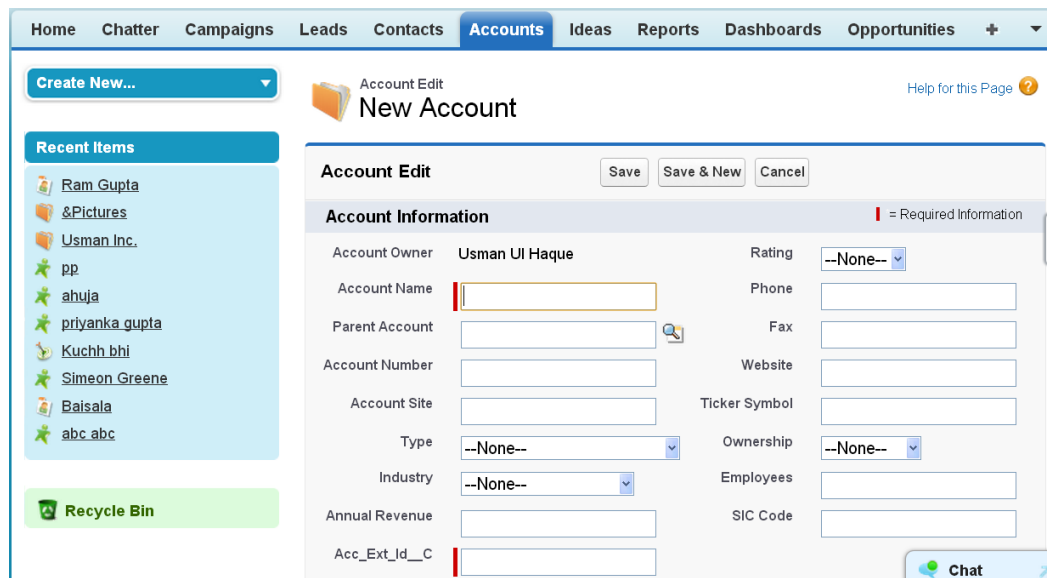 Home Chatter Campaigns Leads Contacts Accounts Ideas Reports Dashboards Opportunities +
Create New...
Recent Items
Ram Gupta
&Pictures
Usman Inc.
pp
ahuja
priyanka gupta
Kuchh bhi
Simeon Greene
Baisala
abc abc
Recycle Bin
Account Edit
New Account
Help for this Page ?
Account Edit Save Save & New Cancel
Account Information = Required Information
Account Owner Usman Ul Haque Rating --None--
Account Name Phone
Parent Account Fax
Account Number Website
Account Site Ticker Symbol
Type --None-- Ownership --None--
Industry --None-- Employees
Annual Revenue SIC Code
Acc_Ext_Id__C
Chat